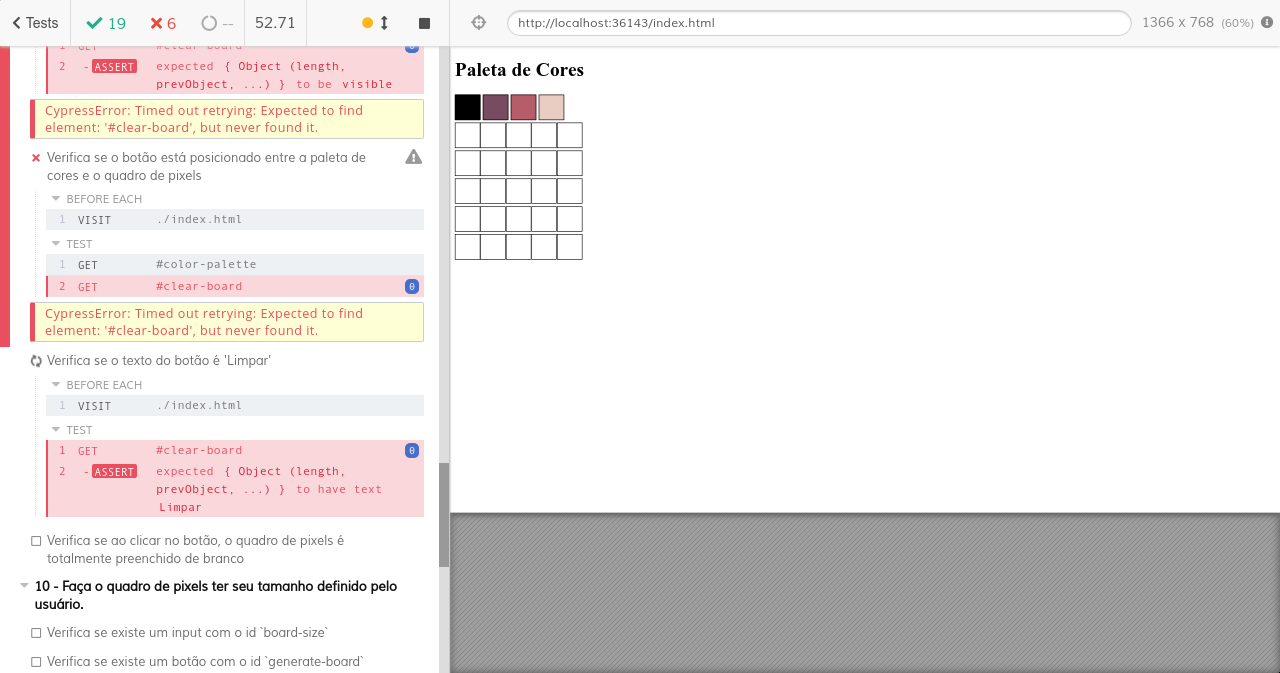 Tests 19 6 -- 52.71
http://localhost:36143/index.html 1366 x 768 (60%)
1 GET #clear-board 0
2 - ASSERT expected { Object (length,
prevObject, ...) } to be visible
CypressError: Timed out retrying: Expected to find
element: '#clear-board', but never found it.
Verifica se o botão está posicionado entre a paleta de
cores e o quadro de pixels
BEFORE EACH
1 VISIT ./index.html
TEST
1 GET #color-palette
2 GET #clear-board 0
CypressError: Timed out retrying: Expected to find
element: '#clear-board', but never found it.
Verifica se o texto do botão é 'Limpar'
BEFORE EACH
1 VISIT ./index.html
TEST
1 GET #clear-board 0
2 - ASSERT expected { Object (length,
prevObject, ...) } to have text
Limpar
Verifica se ao clicar no botão, o quadro de pixels é
totalmente preenchido de branco
10 - Faça o quadro de pixels ter seu tamanho definido pelo
usuário.
Verifica se existe um input com o id `board-size`
Verifica se existe um botão com o id `generate-board`
Paleta de Cores